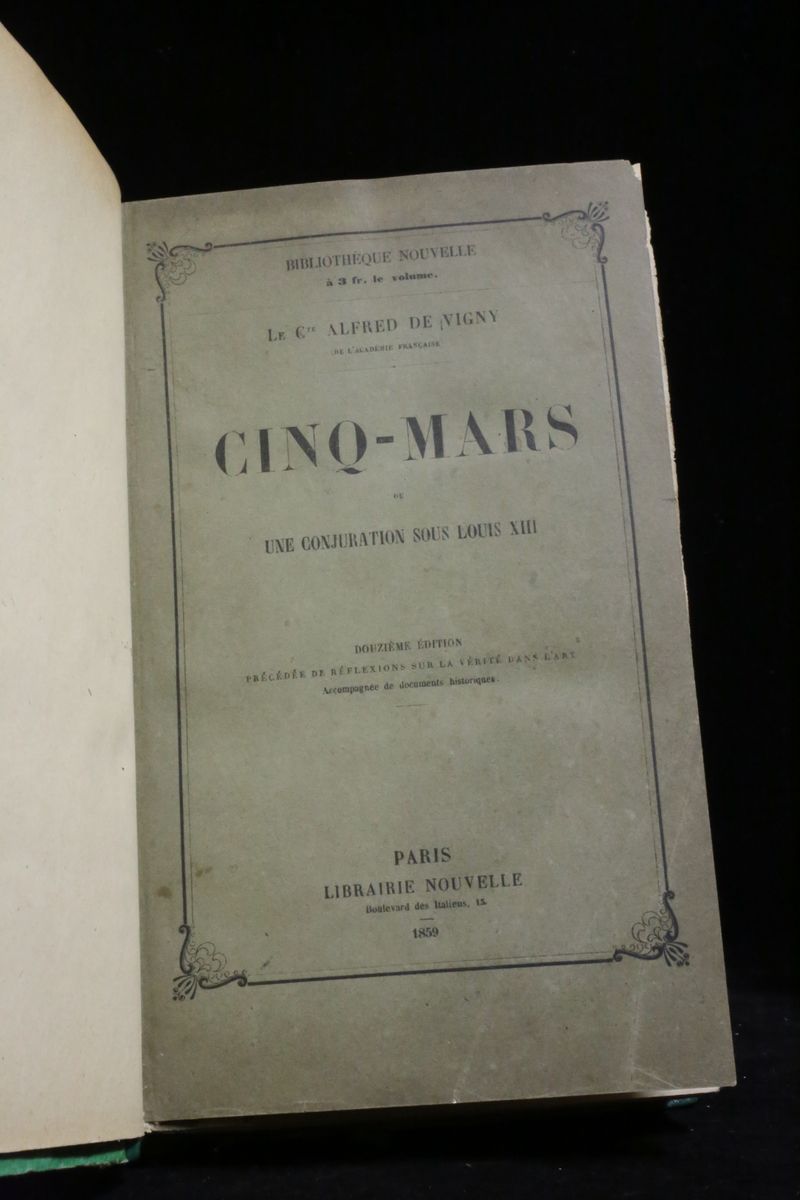 BIBLIOTHÈQUE NOUVELLE
à 3 fr. le volume.
LE Cte ALFRED DE VIGNY
DE L'ACADÉMIE FRANÇAISE
CINQ-MARS
OU
UNE CONJURATION SOUS LOUIS XIII
DOUZIÈME ÉDITION
PRÉCÉDÉE DE RÉFLEXIONS SUR LA VÉRITÉ DANS L'ART
Accompagnée de documents historiques.
PARIS
LIBRAIRIE NOUVELLE
Boulevard des Italiens, 15.
1859